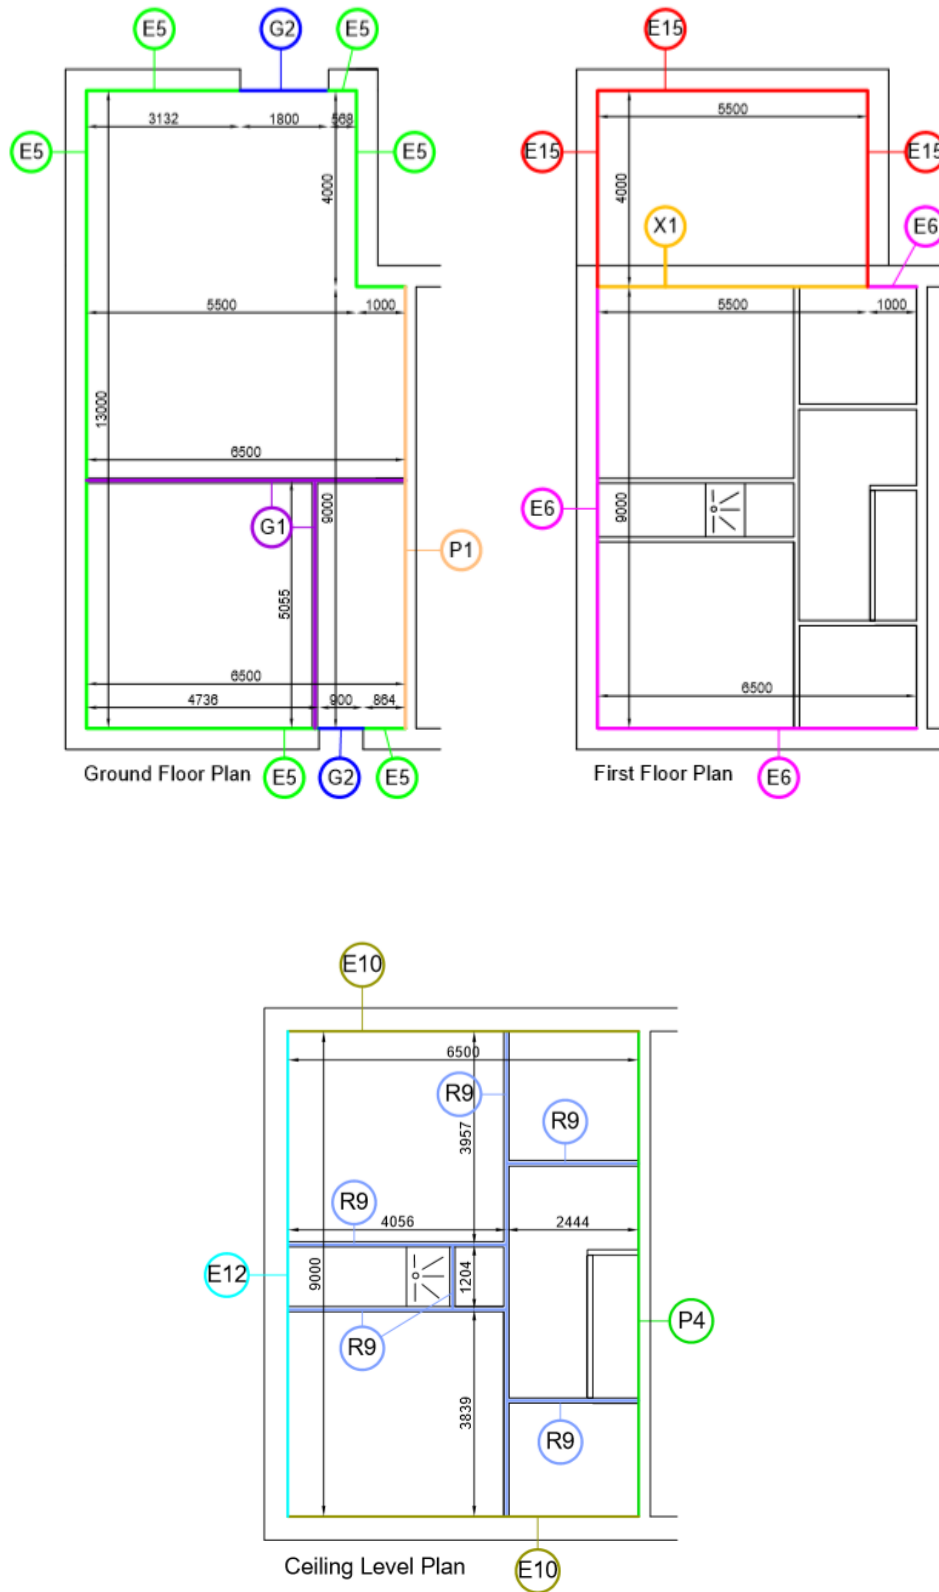 E5 G2 E5
3132 1800 568
E5 E5
4000
5500 1000
13000
6500
9000
G1
P1
5055
6500
4736 900 864
Ground Floor Plan E5 G2 E5
E15
5500
E15 E15
4000
X1 E6
5500 1000
E6 9000
6500
First Floor Plan E6
E10
6500
R9 R9
3957
R9
4056 2444
E12 9000 1204
R9 P4
3839
R9
Ceiling Level Plan E10